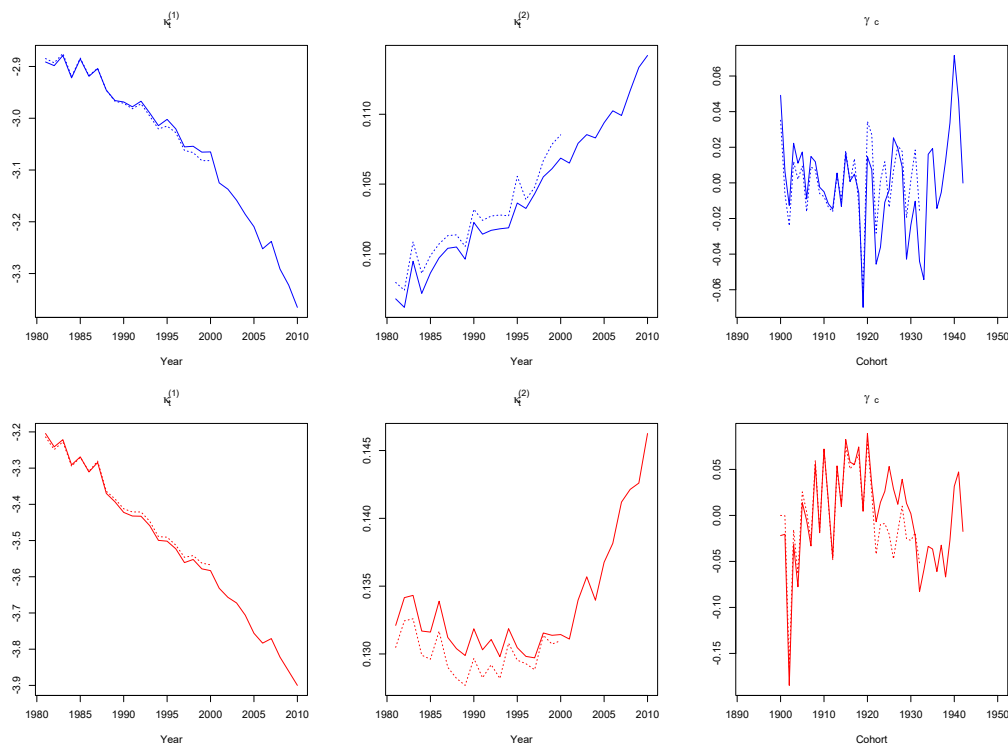 κt(1)
κt(2)
γ c
-2.9
-3.0
-3.1
-3.2
-3.3
1980 1985 1990 1995 2000 2005 2010
Year
0.110
0.105
0.100
1980 1985 1990 1995 2000 2005 2010
Year
0.06
0.04
0.02
0.00
-0.02
-0.04
-0.06
1890 1900 1910 1920 1930 1940 1950
Cohort
κt(1)
κt(2)
γ c
-3.2
-3.3
-3.4
-3.5
-3.6
-3.7
-3.8
-3.9
1980 1985 1990 1995 2000 2005 2010
Year
0.145
0.140
0.135
0.130
1980 1985 1990 1995 2000 2005 2010
Year
0.05
0.00
-0.05
-0.10
-0.15
1890 1900 1910 1920 1930 1940 1950
Cohort